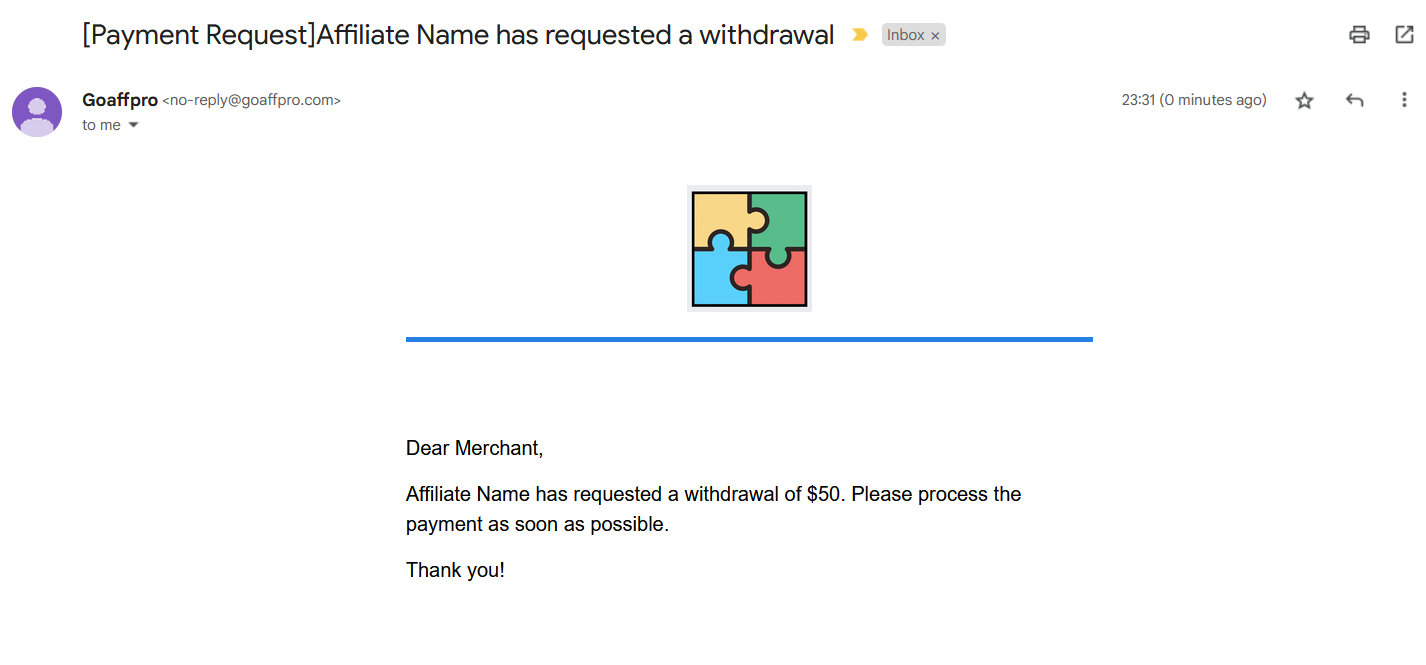 [Payment Request]Affiliate Name has requested a withdrawal Inbox ×
Goaffpro <no-reply@goaffpro.com> 23:31 (0 minutes ago)
to me
Dear Merchant,
Affiliate Name has requested a withdrawal of $50. Please process the
payment as soon as possible.
Thank you!